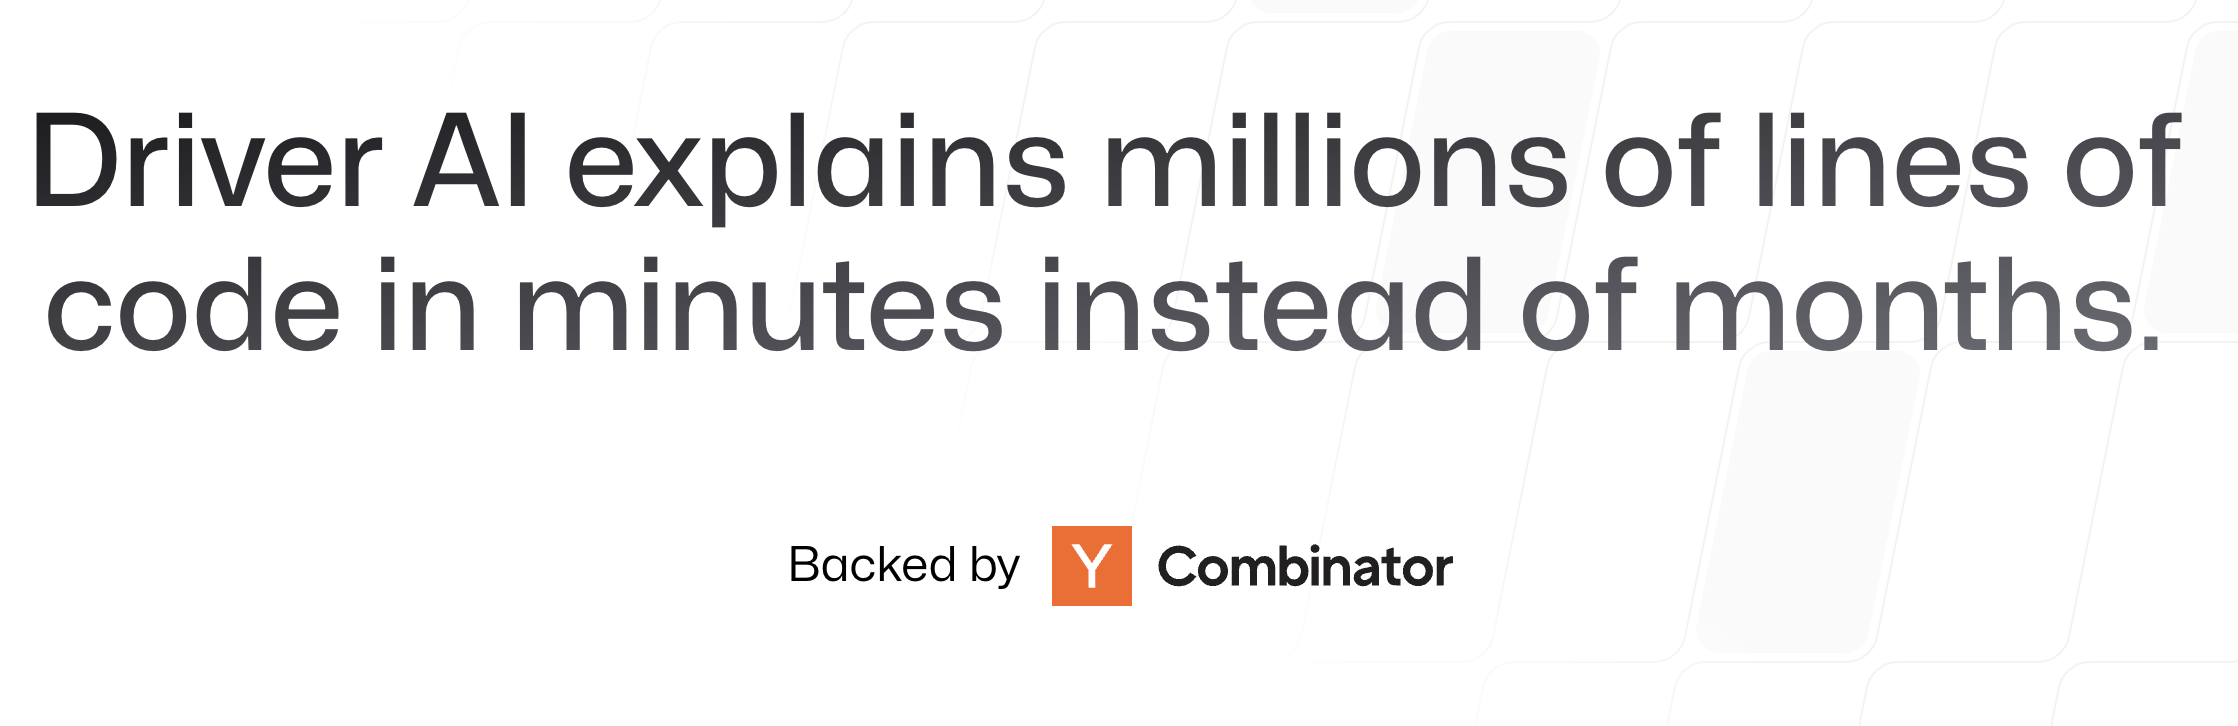 Driver AI explains millions of lines of
code in minutes instead of months.
Backed by Y Combinator